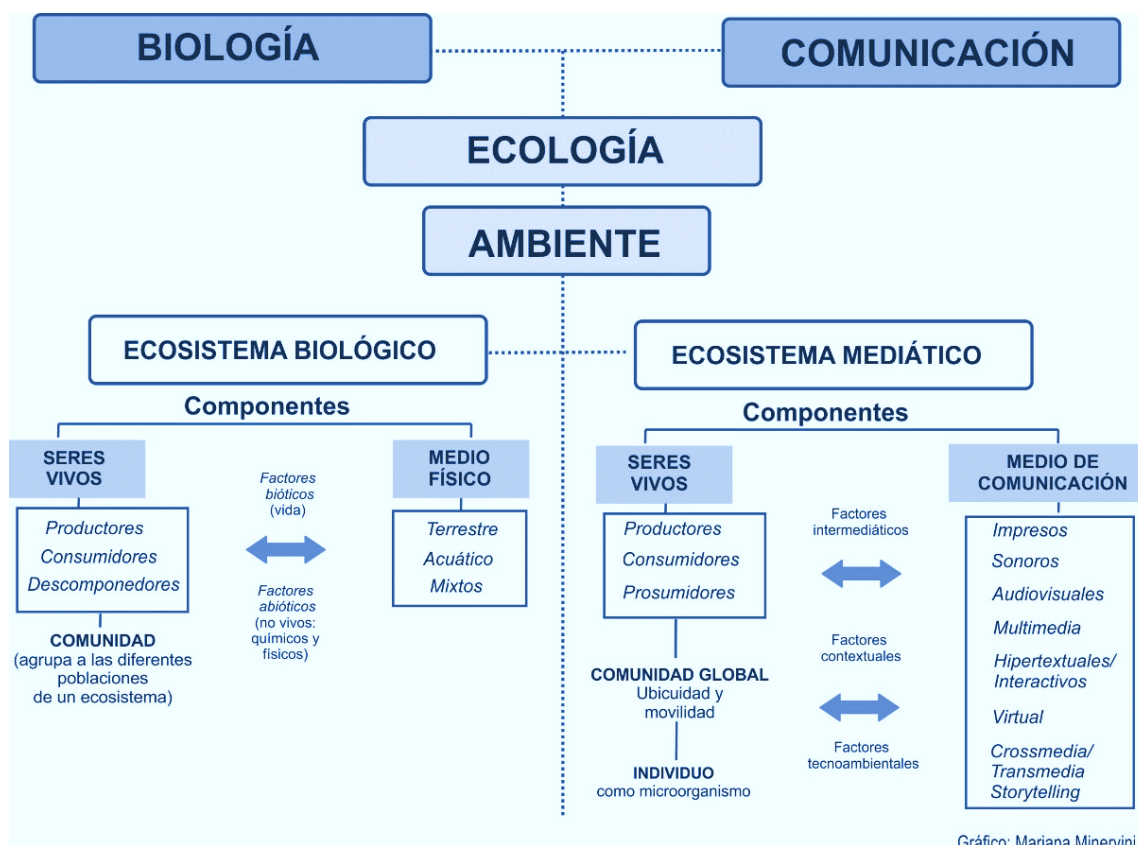 BIOLOGÍA
COMUNICACIÓN
ECOLOGÍA
AMBIENTE
ECOSISTEMA BIOLÓGICO
Componentes
SERES
VIVOS
Productores
Consumidores
Descomponedores
COMUNIDAD
(agrupa a las diferentes
poblaciones
de un ecosistema)
Factores
bióticos
(vida)
Factores
abióticos
(no vivos:
químicos y
físicos)
MEDIO
FÍSICO
Terrestre
Acuático
Mixtos
ECOSISTEMA MEDIÁTICO
Componentes
SERES
VIVOS
Productores
Consumidores
Prosumidores
COMUNIDAD GLOBAL
Ubicuidad y
movilidad
INDIVIDUO
como microorganismo
Factores
intermediáticos
Factores
contextuales
Factores
tecnoambientales
MEDIO DE
COMUNICACIÓN
Impresos
Sonoros
Audiovisuales
Multimedia
Hipertextuales/
Interactivos
Virtual
Crossmedia/
Transmedia
Storytelling
Gráfico: Mariana Minervini